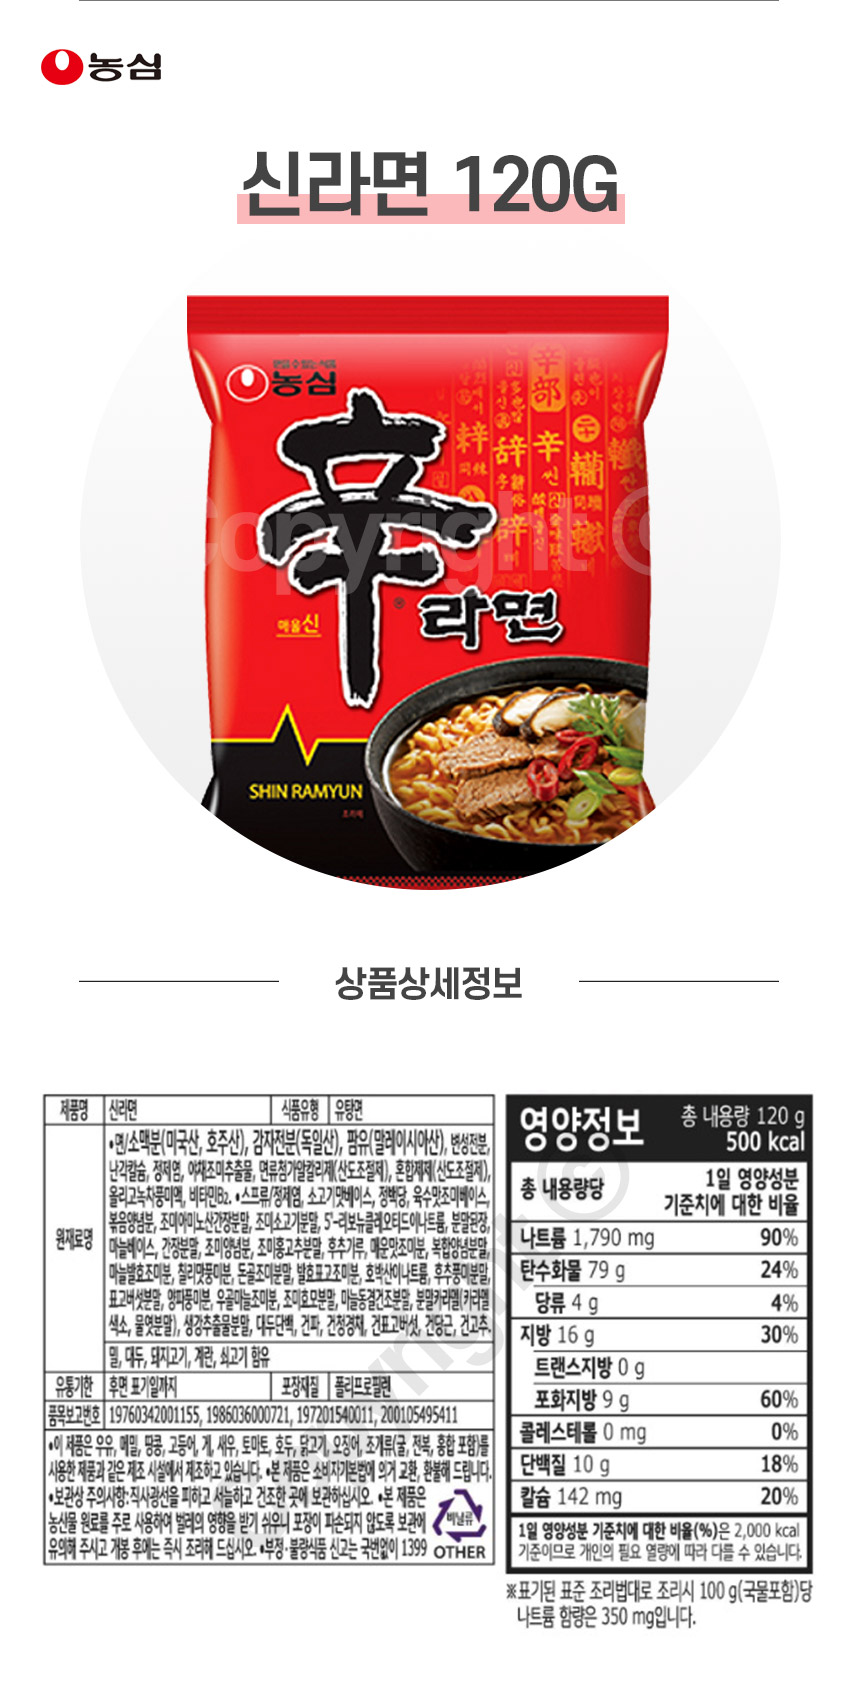 농심
신라면 120G
농심
辛
라면
매울신
SHIN RAMYUN
조리예
Copyright ©
상품상세정보
제품명 신라면 식품유형 유탕면
원재료명
•면/소맥분(미국산, 호주산), 감자전분(독일산), 팜유(말레이시아산), 변성전분,
난각칼슘, 정제염, 야채조미추출물, 면류첨가알칼리제(산도조절제), 혼합제제(산도조절제),
올리고녹차풍미액, 비타민B2. •스프류/정제염, 소고기맛베이스, 정백당, 육수맛조미베이스,
볶음양념분, 조미아미노산간장분말, 조미소고기분말, 5'-리보뉴클레오티드이나트륨, 분말된장,
마늘베이스, 간장분말, 조미양념분, 조미홍고추분말, 후추가루, 매운맛조미분, 복합양념분말,
마늘발효조미분, 칠리맛풍미분, 돈골조미분말, 발효표고조미분, 호박산이나트륨, 후추풍미분말,
표고버섯분말, 양파풍미분, 우골마늘조미분, 조미효모분말, 마늘동결건조분말, 분말카라멜(카라멜
색소, 물엿분말), 생강추출물분말, 대두단백, 건파, 건청경채, 건표고버섯, 건당근, 건고추,
밀, 대두, 돼지고기, 계란, 쇠고기 함유
유통기한 후면 표기일까지 포장재질 폴리프로필렌
품목보고번호 19760342001155, 1986036000721, 197201540011, 200105495411
•이 제품은 우유, 메밀, 땅콩, 고등어, 게, 새우, 토마토, 호두, 닭고기, 오징어, 조개류(굴, 전복, 홍합 포함)를
사용한 제품과 같은 제조 시설에서 제조하고 있습니다. •본 제품은 소비자기본법에 의거 교환, 환불해 드립니다.
•보관상 주의사항:직사광선을 피하고 서늘하고 건조한 곳에 보관하십시오. •본 제품은
농산물 원료를 주로 사용하여 벌레의 영향을 받기 쉬우니 포장이 파손되지 않도록 보관에
유의해 주시고 개봉 후에는 즉시 조리해 드십시오. •부정·불량식품 신고는 국번없이 1399
비닐류
OTHER
영양정보 총 내용량 120 g
500 kcal
총 내용량당 1일 영양성분
기준치에 대한 비율
나트륨 1,790 mg 90%
탄수화물 79 g 24%
당류 4 g 4%
지방 16 g 30%
트랜스지방 0 g
포화지방 9 g 60%
콜레스테롤 0 mg 0%
단백질 10 g 18%
칼슘 142 mg 20%
1일 영양성분 기준치에 대한 비율(%)은 2,000 kcal
기준이므로 개인의 필요 열량에 따라 다를 수 있습니다.
※표기된 표준 조리법대로 조리시 100 g(국물포함)당
나트륨 함량은 350 mg입니다.